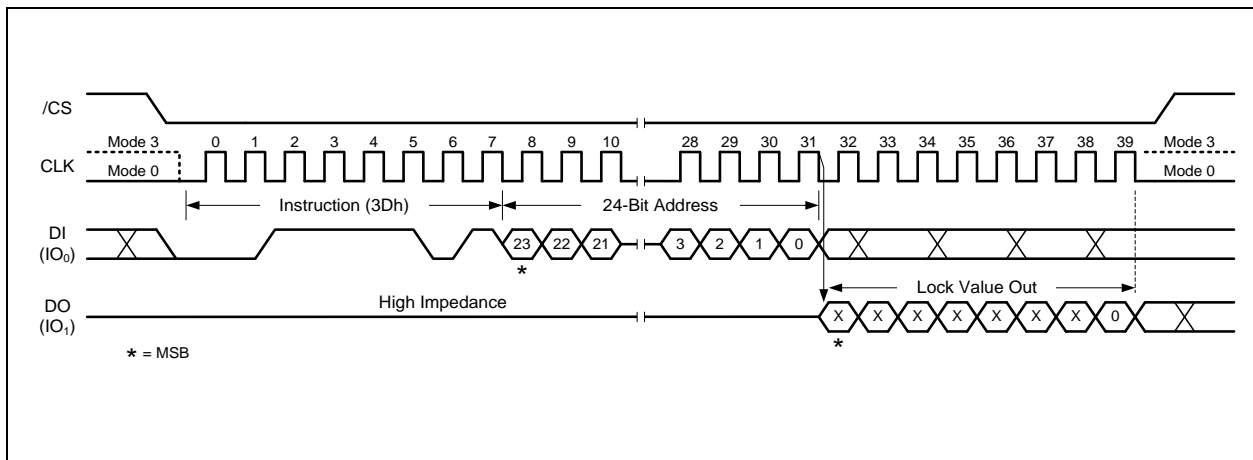 /CS
Mode 3 0 1 2 3 4 5 6 7 8 9 10 28 29 30 31 32 33 34 35 36 37 38 39 Mode 3
CLK Mode 0 Mode 0
Instruction (3Dh) 24-Bit Address
DI
(IO₀) 23 22 21 3 2 1 0
*
High Impedance Lock Value Out
DO
(IO₁) X X X X X X X 0
* = MSB *